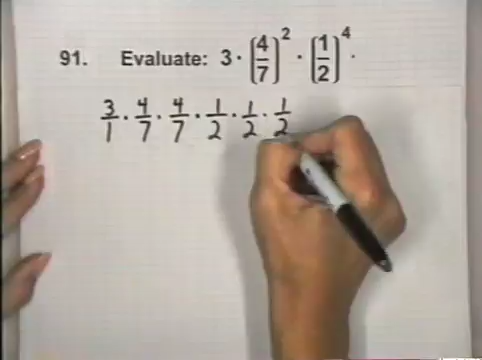 91. Evaluate: 3 · (4/7)^2 · (1/2)^4.
3/1 · 4/7 · 4/7 · 1/2 · 1/2 · 1/2